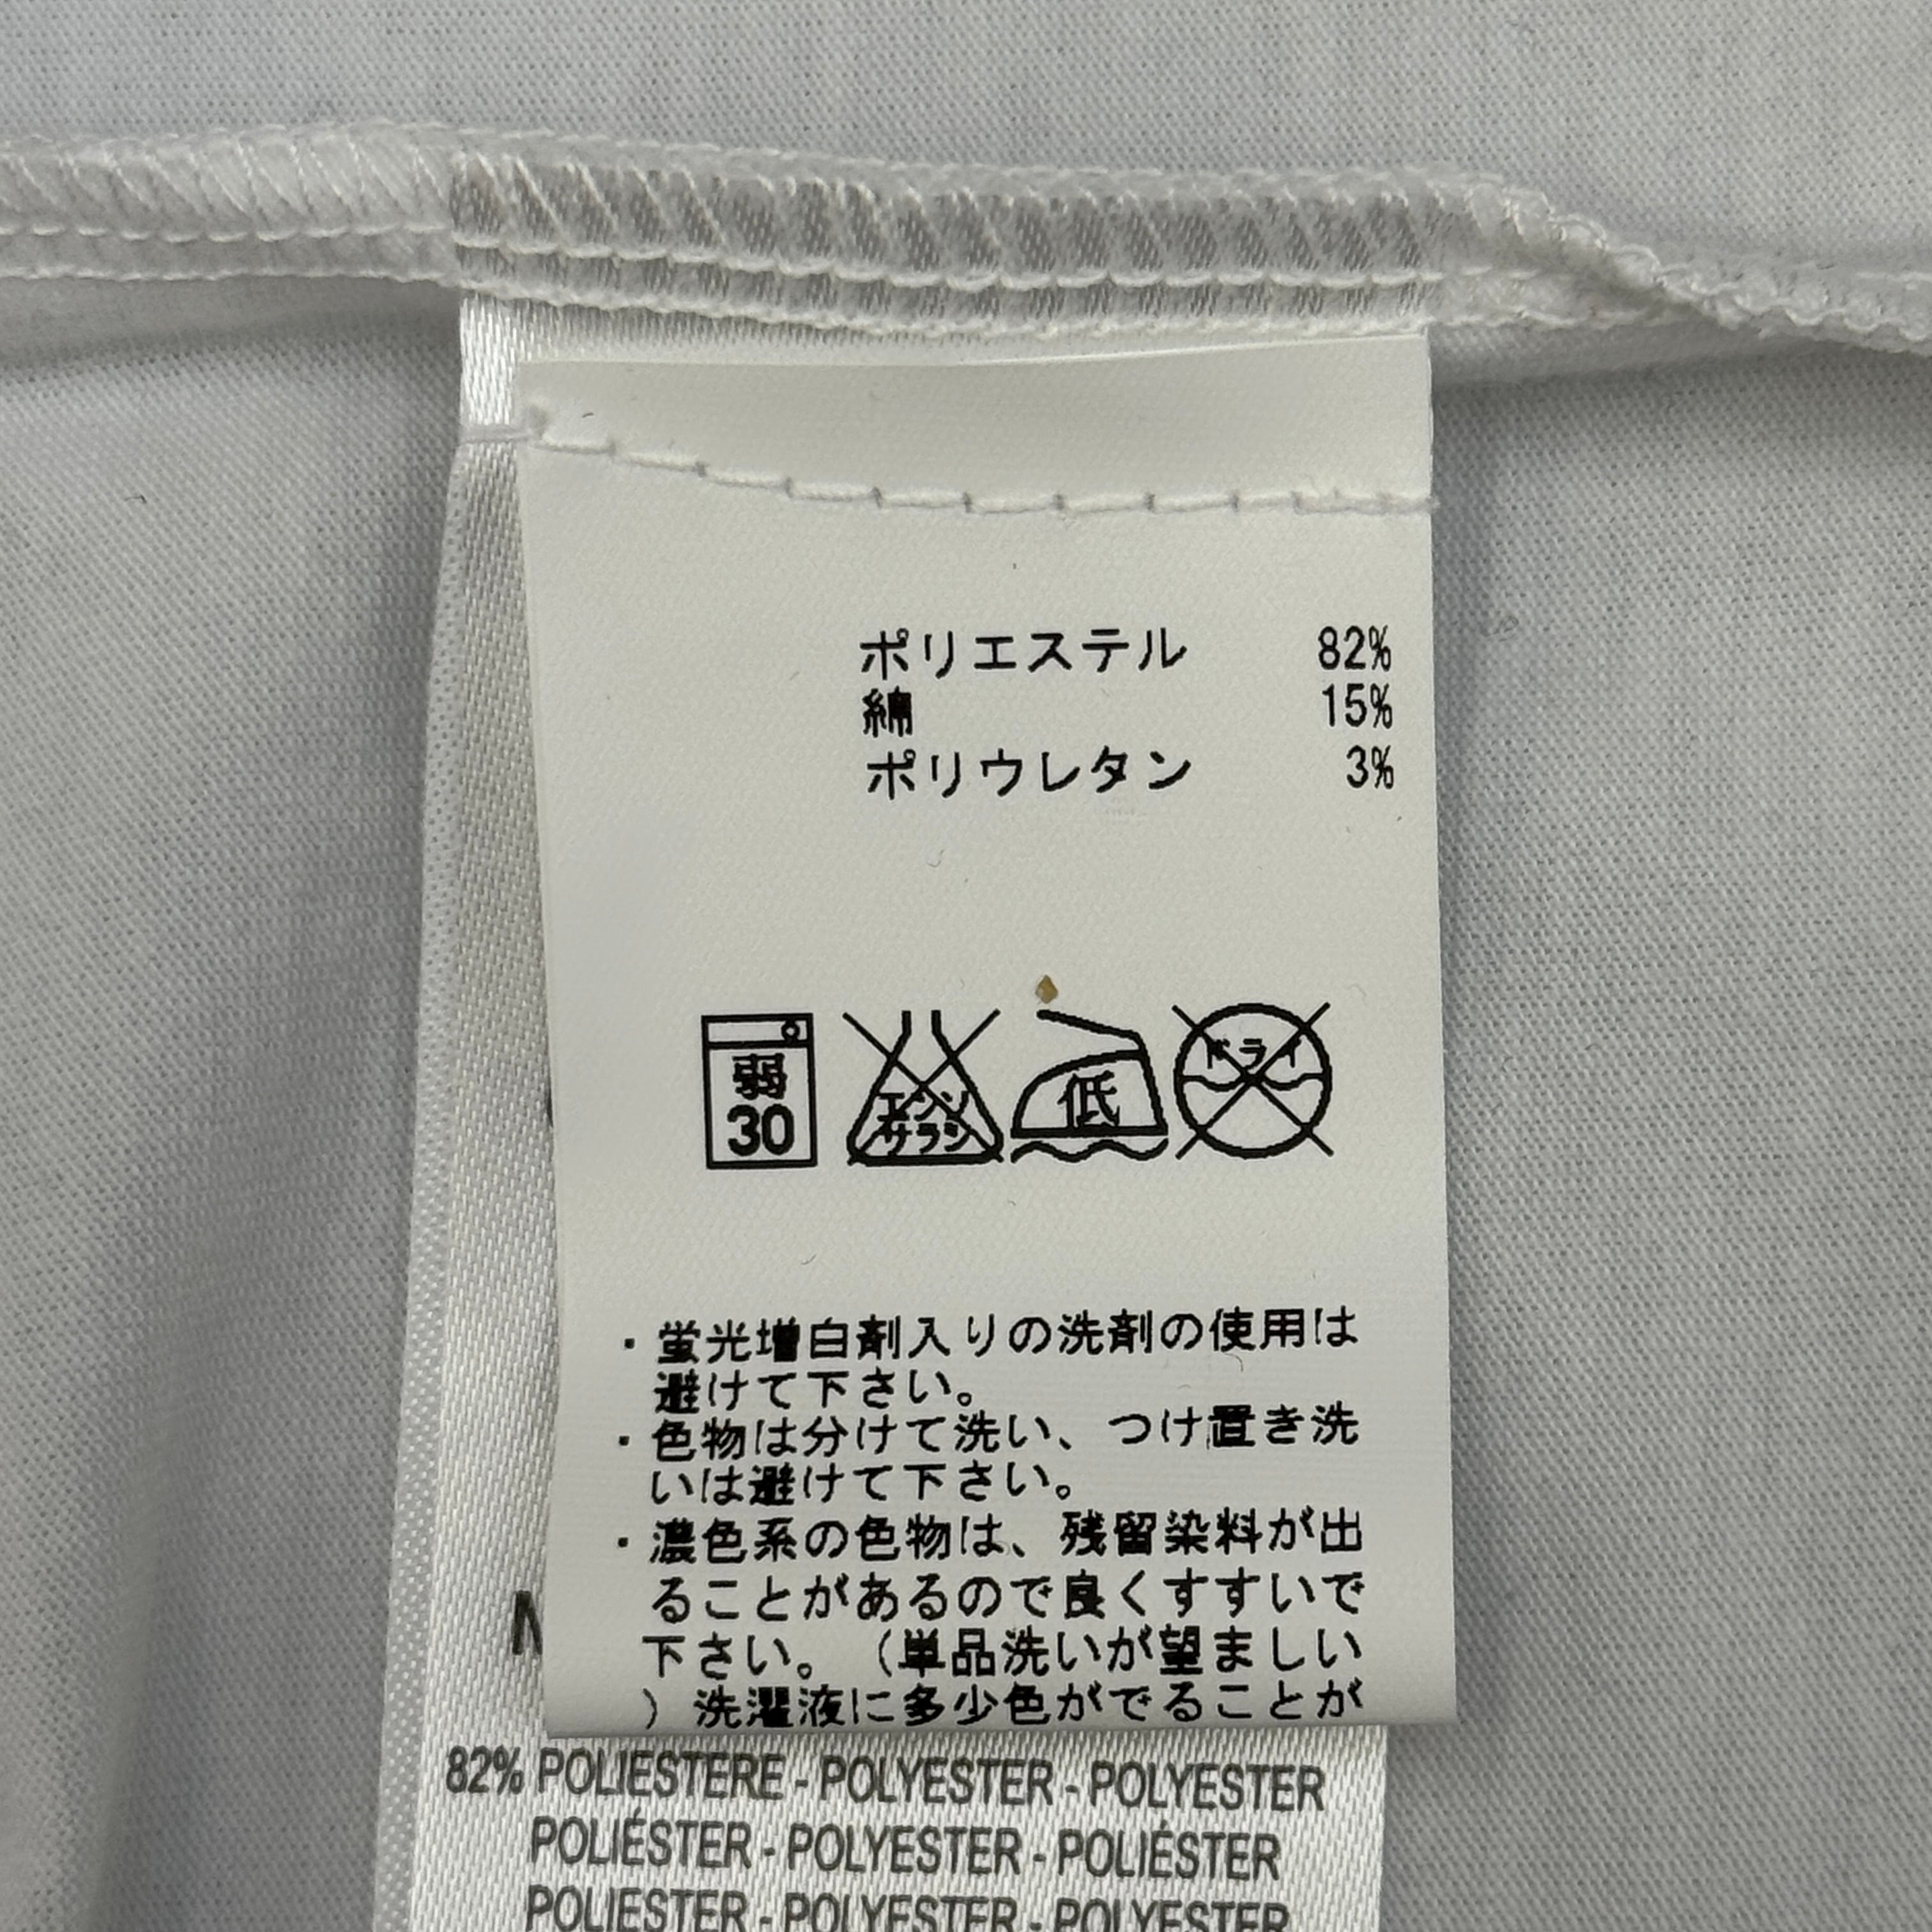 ポリエステル 82%
綿 15%
ポリウレタン 3%
弱
30
エンソ
サラシ
低
ドライ
・蛍光増白剤入りの洗剤の使用は
避けて下さい。
・色物は分けて洗い、つけ置き洗
いは避けて下さい。
・濃色系の色物は、残留染料が出
ることがあるので良くすすいで
下さい。（単品洗いが望ましい
）洗濯液に多少色がでることが
82% POLIESTERE - POLYESTER - POLYESTER
POLIÉSTER - POLYESTER - POLIÉSTER
POLIESTER - POLYESTER - POLYESTER